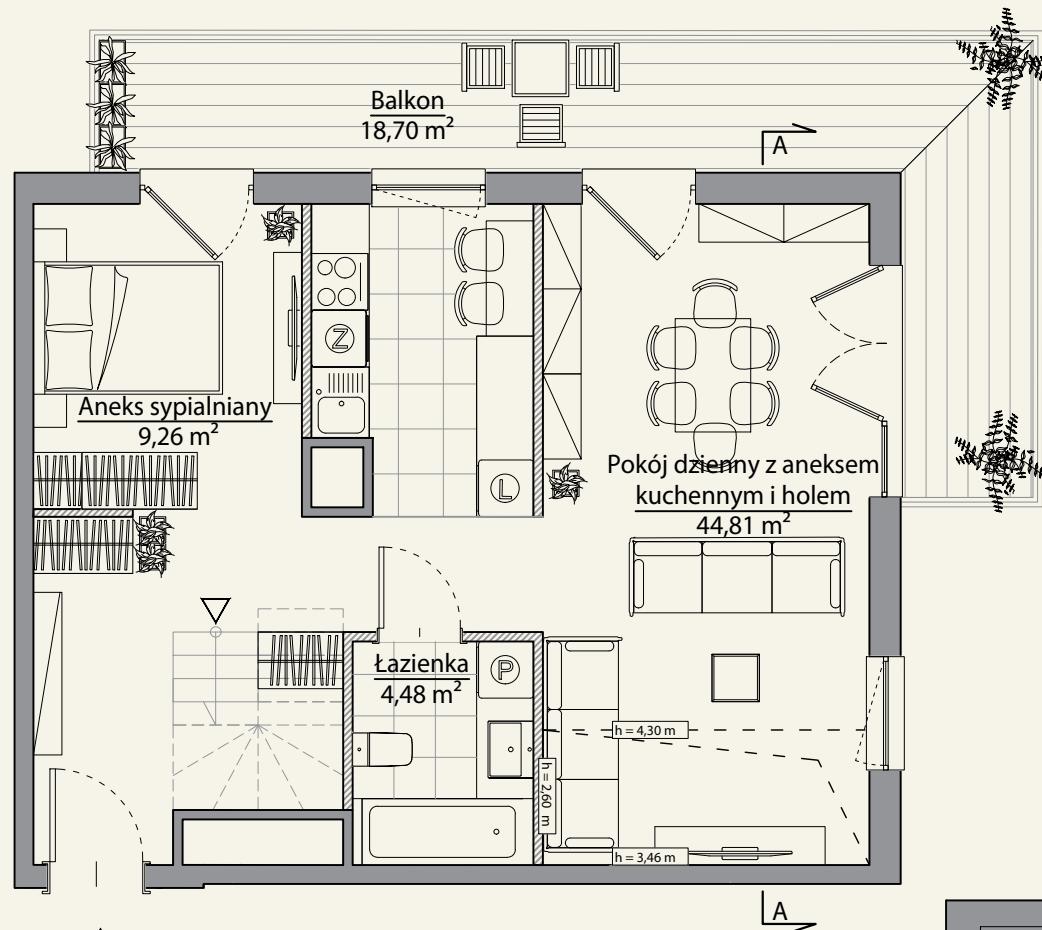 Balkon
18,70 m²
A
Z
Aneks sypialniany
9,26 m²
L
Pokój dzienny z aneksem
kuchennym i holem
44,81 m²
Łazienka
4,48 m²
P
h = 4,30 m
h = 2,60 m
h = 3,46 m
A